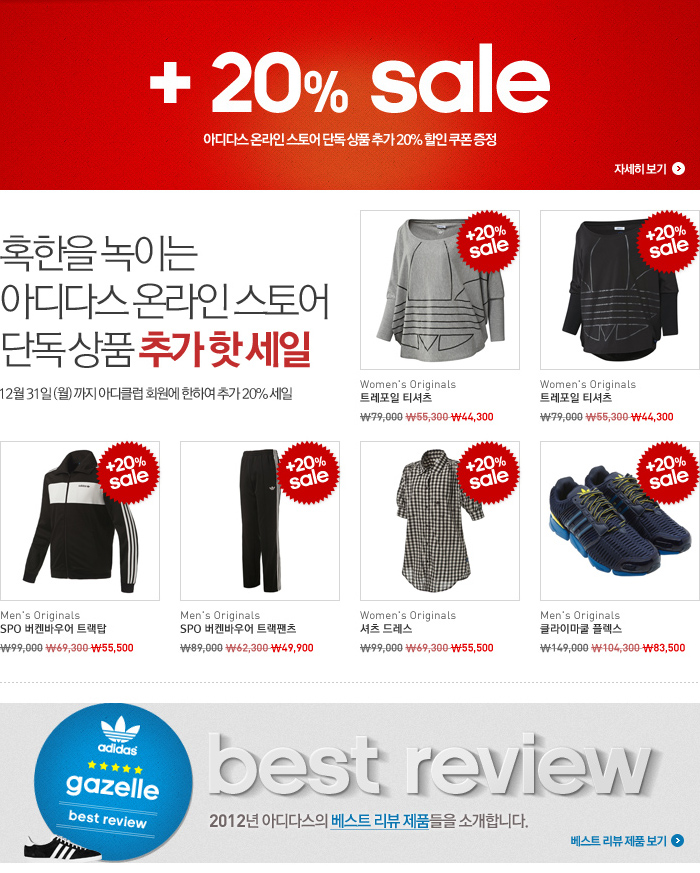 + 20% sale
아디다스 온라인 스토어 단독 상품 추가 20% 할인 쿠폰 증정
자세히 보기
혹한을 녹이는
아디다스 온라인 스토어
단독 상품 추가 핫 세일
12월 31일 (월) 까지 아디클럽 회원에 한하여 추가 20% 세일
+20%
sale
Women's Originals
트레포일 티셔츠
₩79,000 ₩55,300 ₩44,300
+20%
sale
Women's Originals
트레포일 티셔츠
₩79,000 ₩55,300 ₩44,300
+20%
sale
Men's Originals
SPO 버켄바우어 트랙탑
₩99,000 ₩69,300 ₩55,500
+20%
sale
Men's Originals
SPO 버켄바우어 트랙팬츠
₩89,000 ₩62,300 ₩49,900
+20%
sale
Women's Originals
셔츠 드레스
₩99,000 ₩69,300 ₩55,500
+20%
sale
Men's Originals
클라이마쿨 플렉스
₩149,000 ₩104,300 ₩83,500
adidas
gazelle
best review
best review
2012년 아디다스의 베스트 리뷰 제품들을 소개합니다.
베스트 리뷰 제품 보기